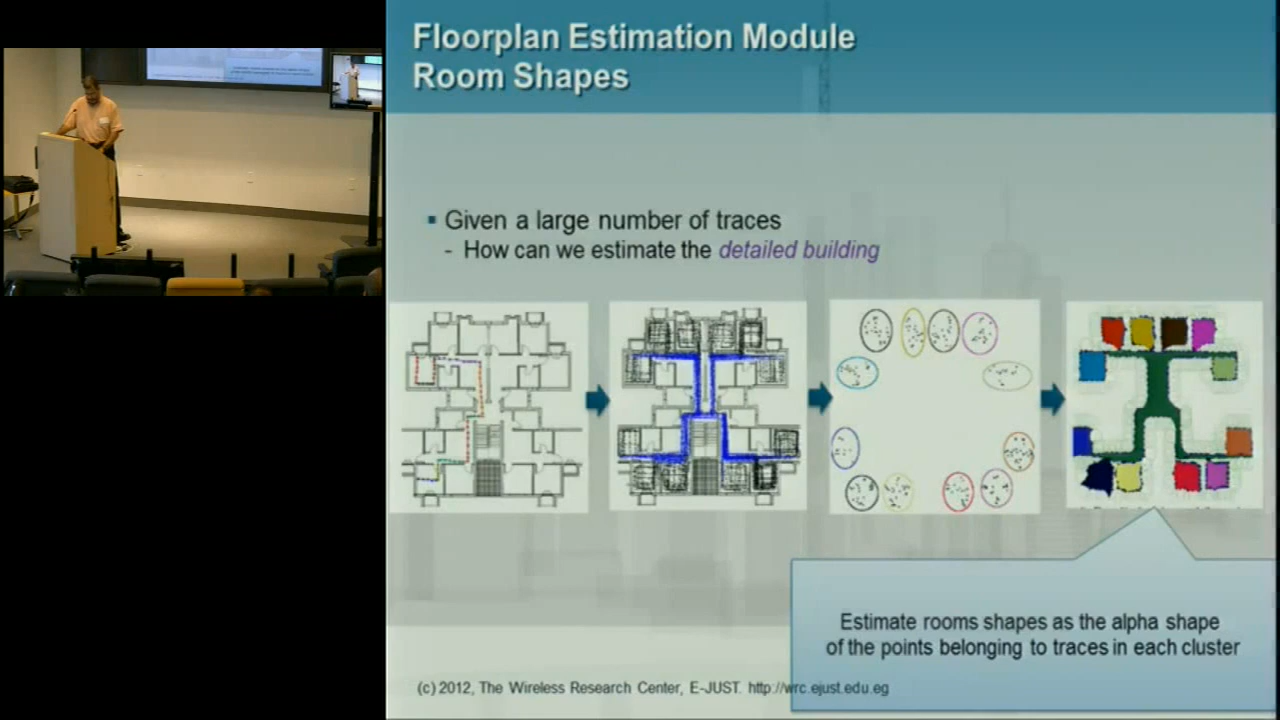 Floorplan Estimation Module
Room Shapes
▪ Given a large number of traces
- How can we estimate the detailed building
Estimate rooms shapes as the alpha shape
of the points belonging to traces in each cluster
(c) 2012, The Wireless Research Center, E-JUST. http://wrc.ejust.edu.eg